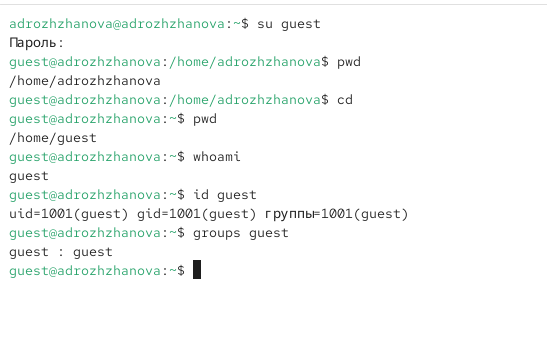 adrozhzhanova@adrozhzhanova:~$ su guest
Пароль:
guest@adrozhzhanova:/home/adrozhzhanova$ pwd
/home/adrozhzhanova
guest@adrozhzhanova:/home/adrozhzhanova$ cd
guest@adrozhzhanova:~$ pwd
/home/guest
guest@adrozhzhanova:~$ whoami
guest
guest@adrozhzhanova:~$ id guest
uid=1001(guest) gid=1001(guest) группы=1001(guest)
guest@adrozhzhanova:~$ groups guest
guest : guest
guest@adrozhzhanova:~$